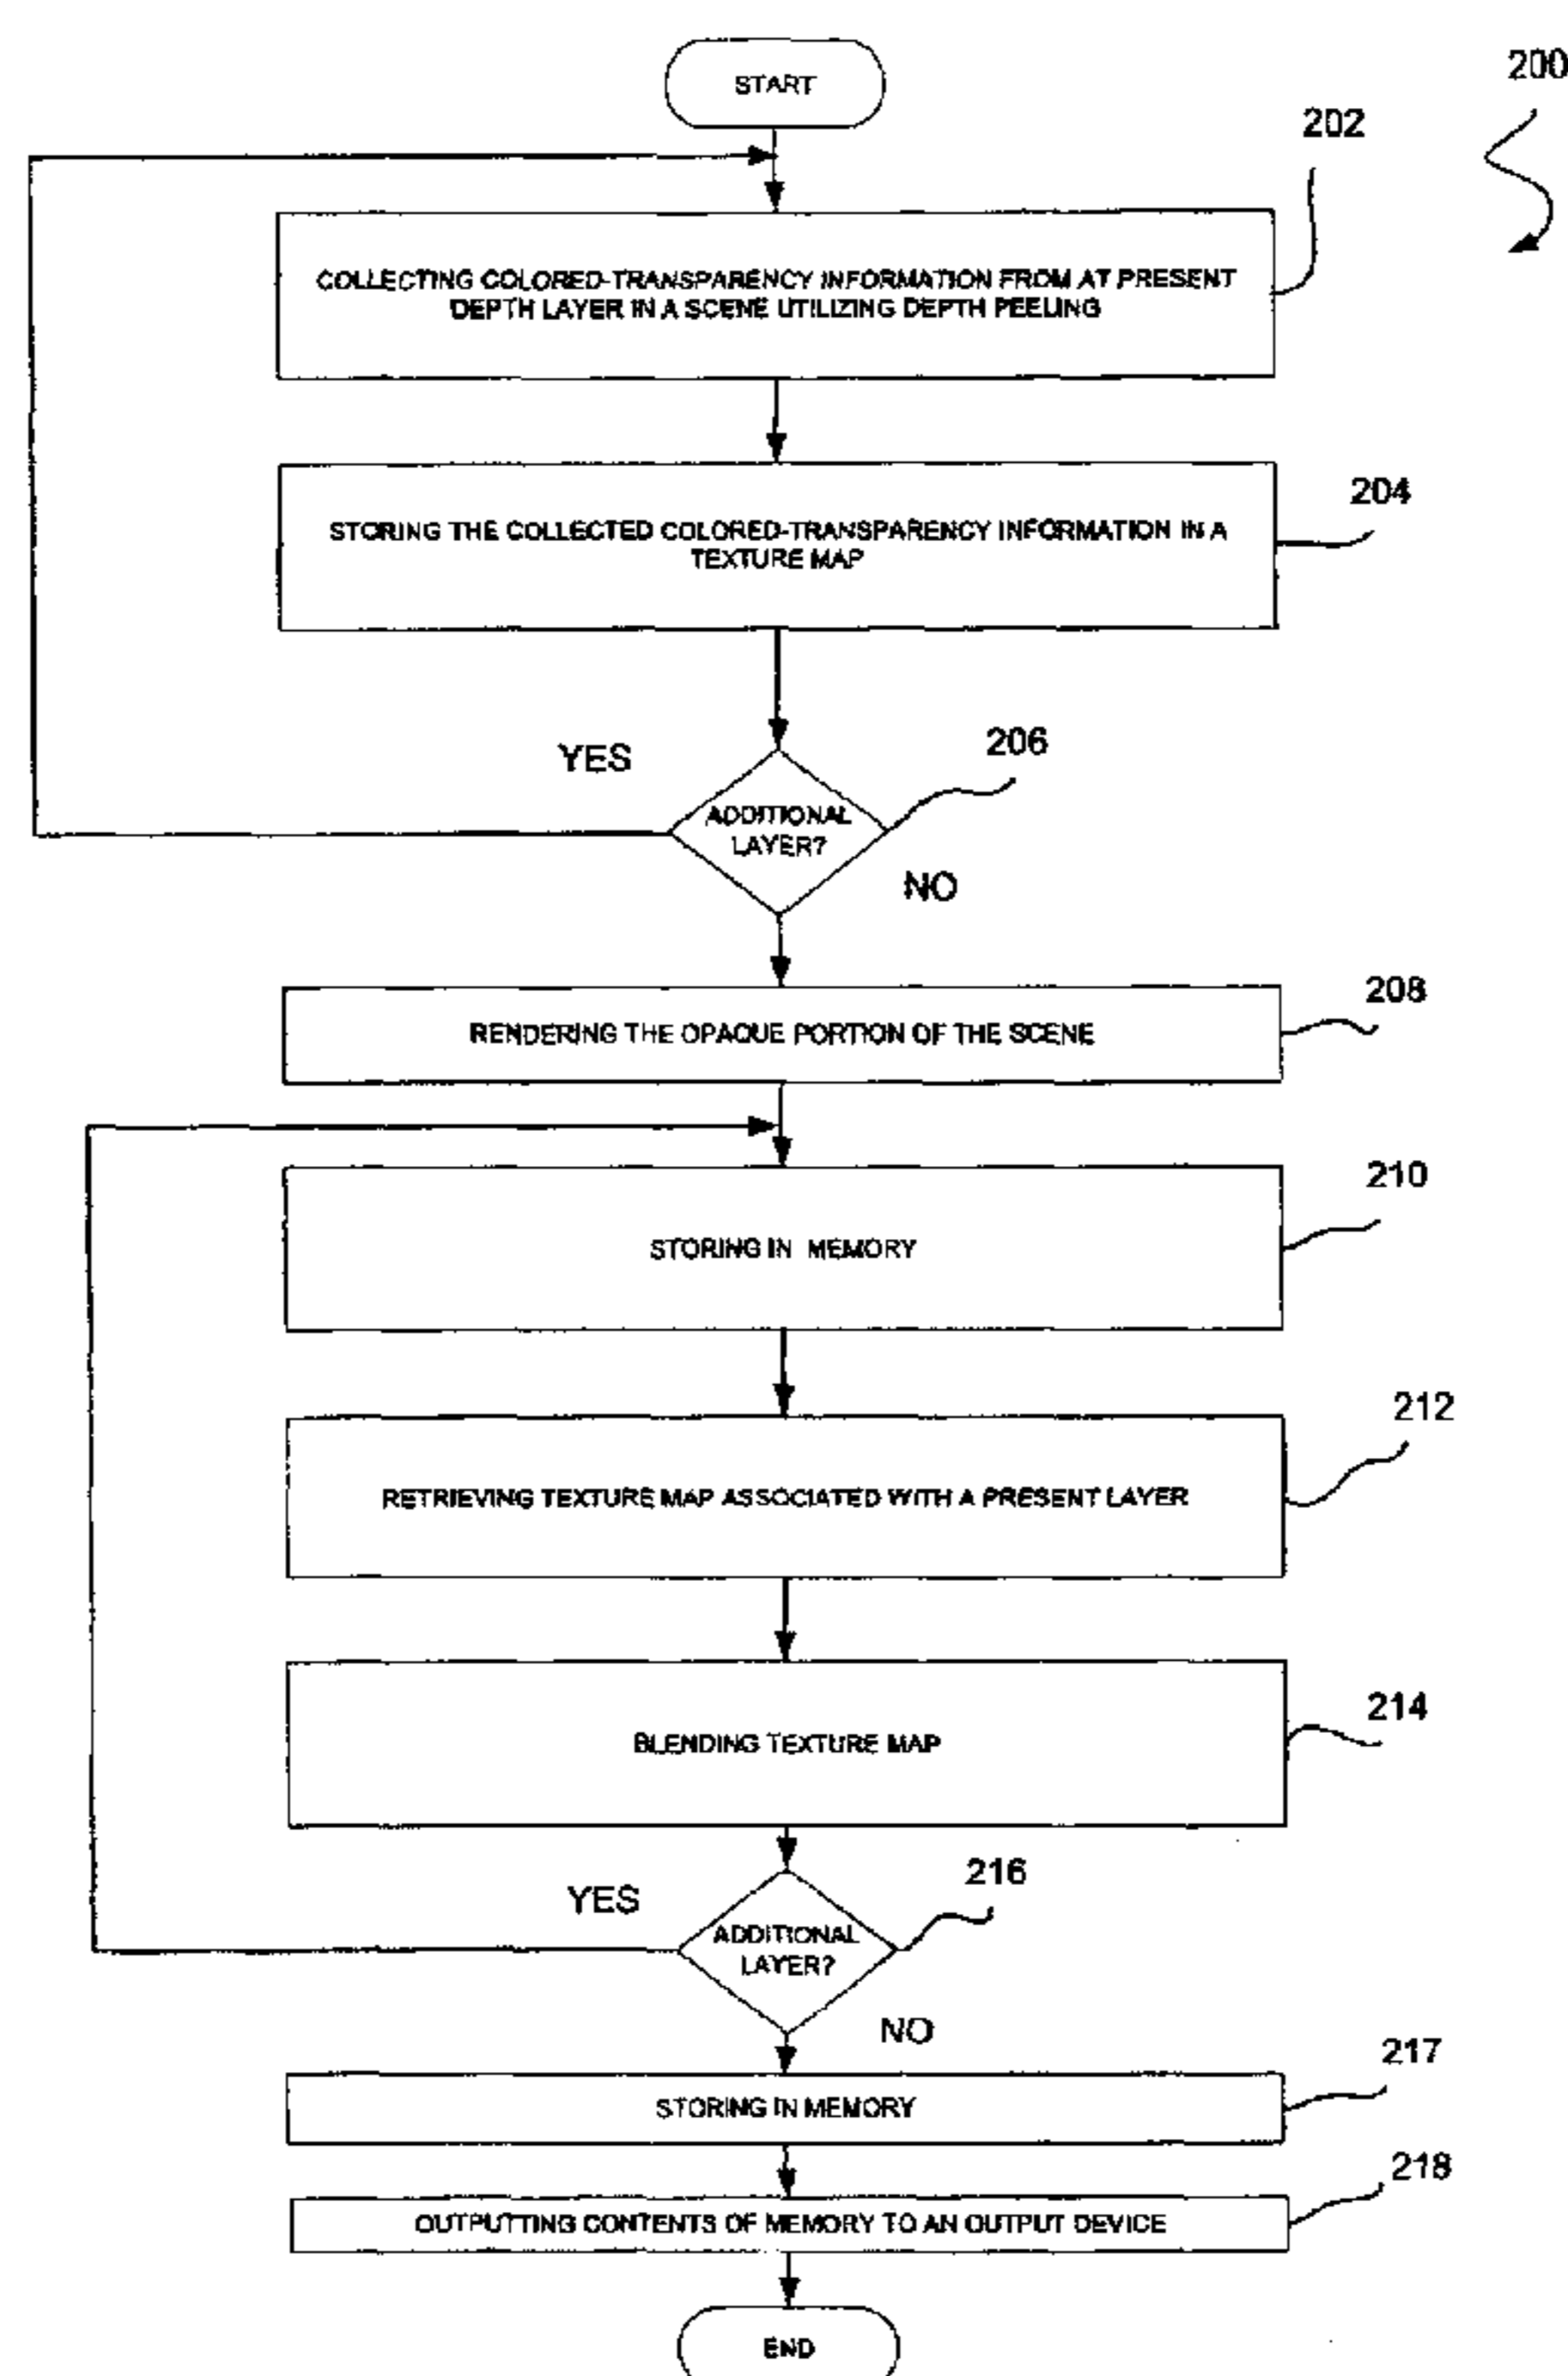 START
200
202
COLLECTING COLORED-TRANSPARENCY INFORMATION FROM AT PRESENT
DEPTH LAYER IN A SCENE UTILIZING DEPTH PEELING
204
STORING THE COLLECTED COLORED-TRANSPARENCY INFORMATION IN A
TEXTURE MAP
206
YES
ADDITIONAL
LAYER?
NO
208
RENDERING THE OPAQUE PORTION OF THE SCENE
210
STORING IN MEMORY
212
RETRIEVING TEXTURE MAP ASSOCIATED WITH A PRESENT LAYER
214
BLENDING TEXTURE MAP
216
YES
ADDITIONAL
LAYER?
NO
217
STORING IN MEMORY
218
OUTPUTTING CONTENTS OF MEMORY TO AN OUTPUT DEVICE
END